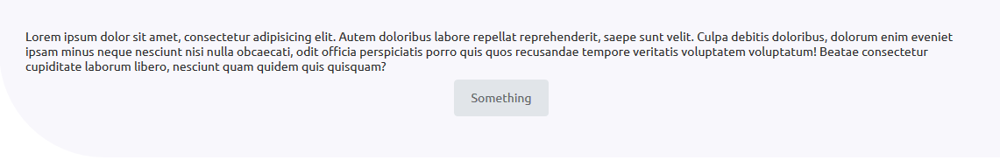 Lorem ipsum dolor sit amet, consectetur adipisicing elit. Autem doloribus labore repellat reprehenderit, saepe sunt velit. Culpa debitis doloribus, dolorum enim eveniet
ipsam minus neque nesciunt nisi nulla obcaecati, odit officia perspiciatis porro quis quos recusandae tempore veritatis voluptatem voluptatum! Beatae consectetur
cupiditate laborum libero, nesciunt quam quidem quis quisquam?
Something